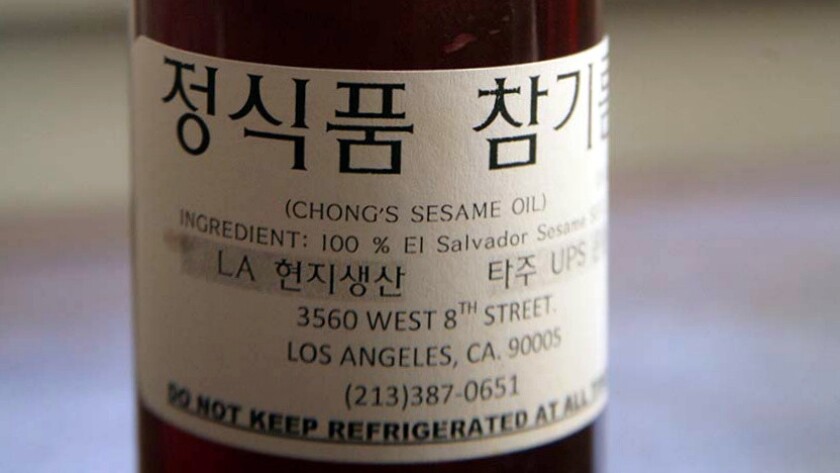 정식품 참기름
(CHONG'S SESAME OIL)
INGREDIENT: 100 % El Salvador Sesame
LA 현지생산 타주 UPS
3560 WEST 8TH STREET.
LOS ANGELES, CA. 90005
(213)387-0651
DO NOT KEEP REFRIGERATED AT ALL